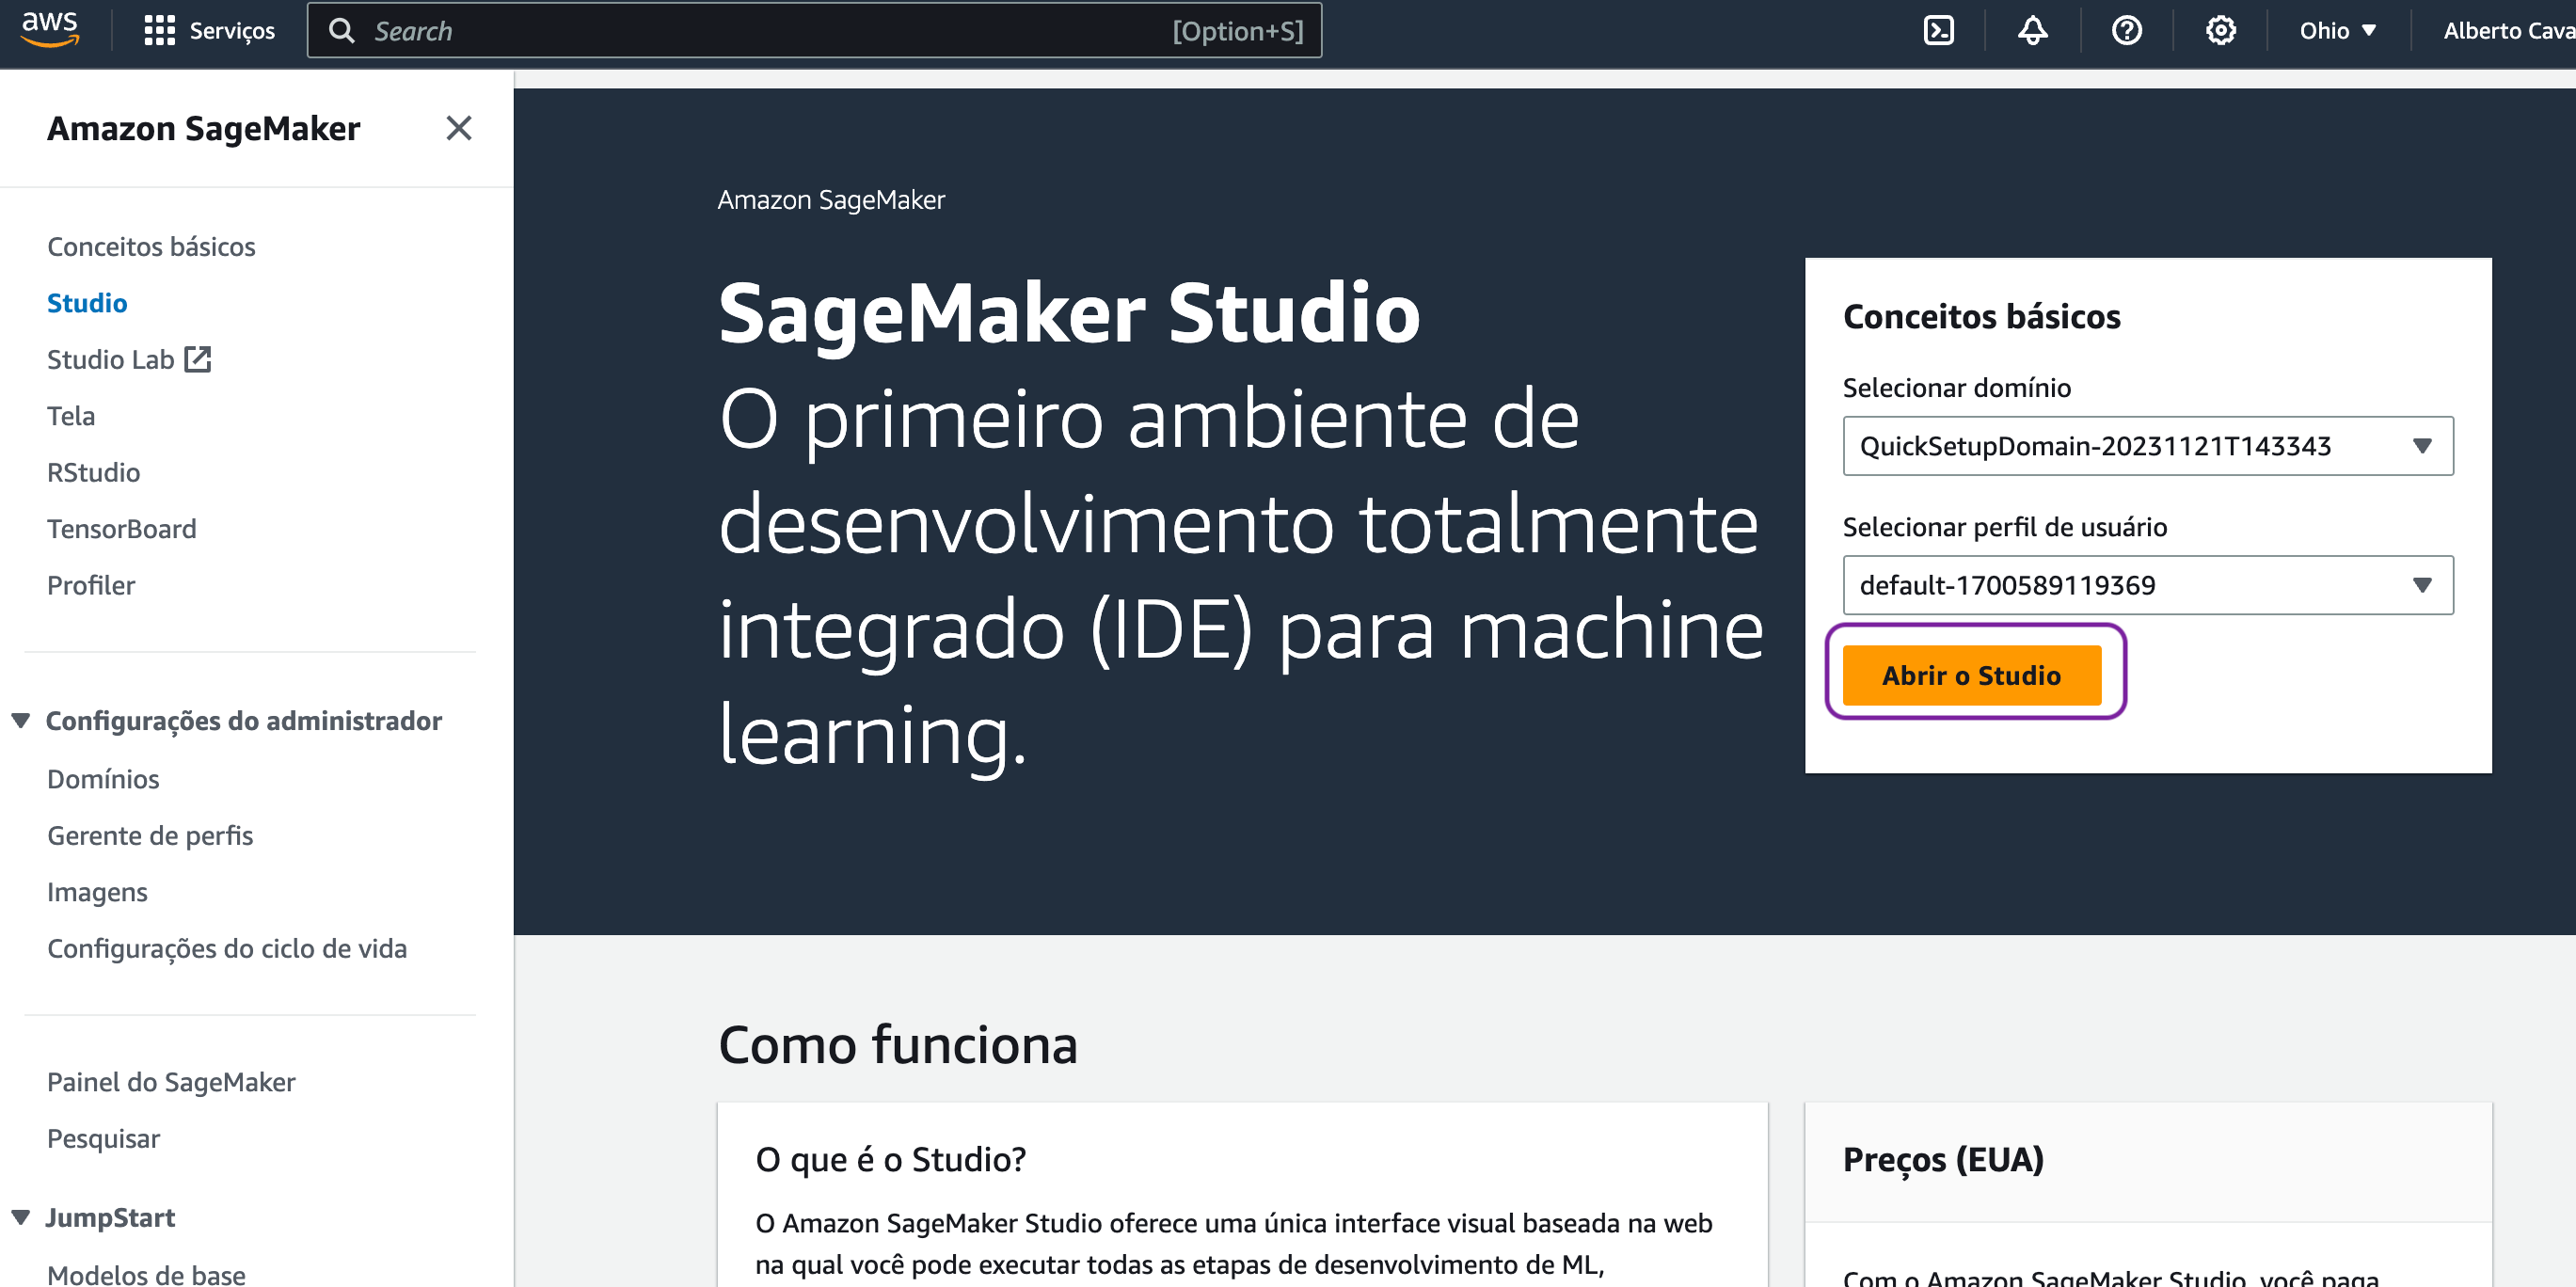 aws
Serviços
Search
[Option+S]
Ohio
Alberto Cava
Amazon SageMaker
Conceitos básicos
Studio
Studio Lab
Tela
RStudio
TensorBoard
Profiler
Configurações do administrador
Domínios
Gerente de perfis
Imagens
Configurações do ciclo de vida
Painel do SageMaker
Pesquisar
JumpStart
Modelos de base
Amazon SageMaker
SageMaker Studio
O primeiro ambiente de
desenvolvimento totalmente
integrado (IDE) para machine
learning.
Conceitos básicos
Selecionar domínio
QuickSetupDomain-20231121T143343
Selecionar perfil de usuário
default-1700589119369
Abrir o Studio
Como funciona
O que é o Studio?
O Amazon SageMaker Studio oferece uma única interface visual baseada na web
na qual você pode executar todas as etapas de desenvolvimento de ML,
Preços (EUA)
Com o Amazon SageMaker Studio, você paga